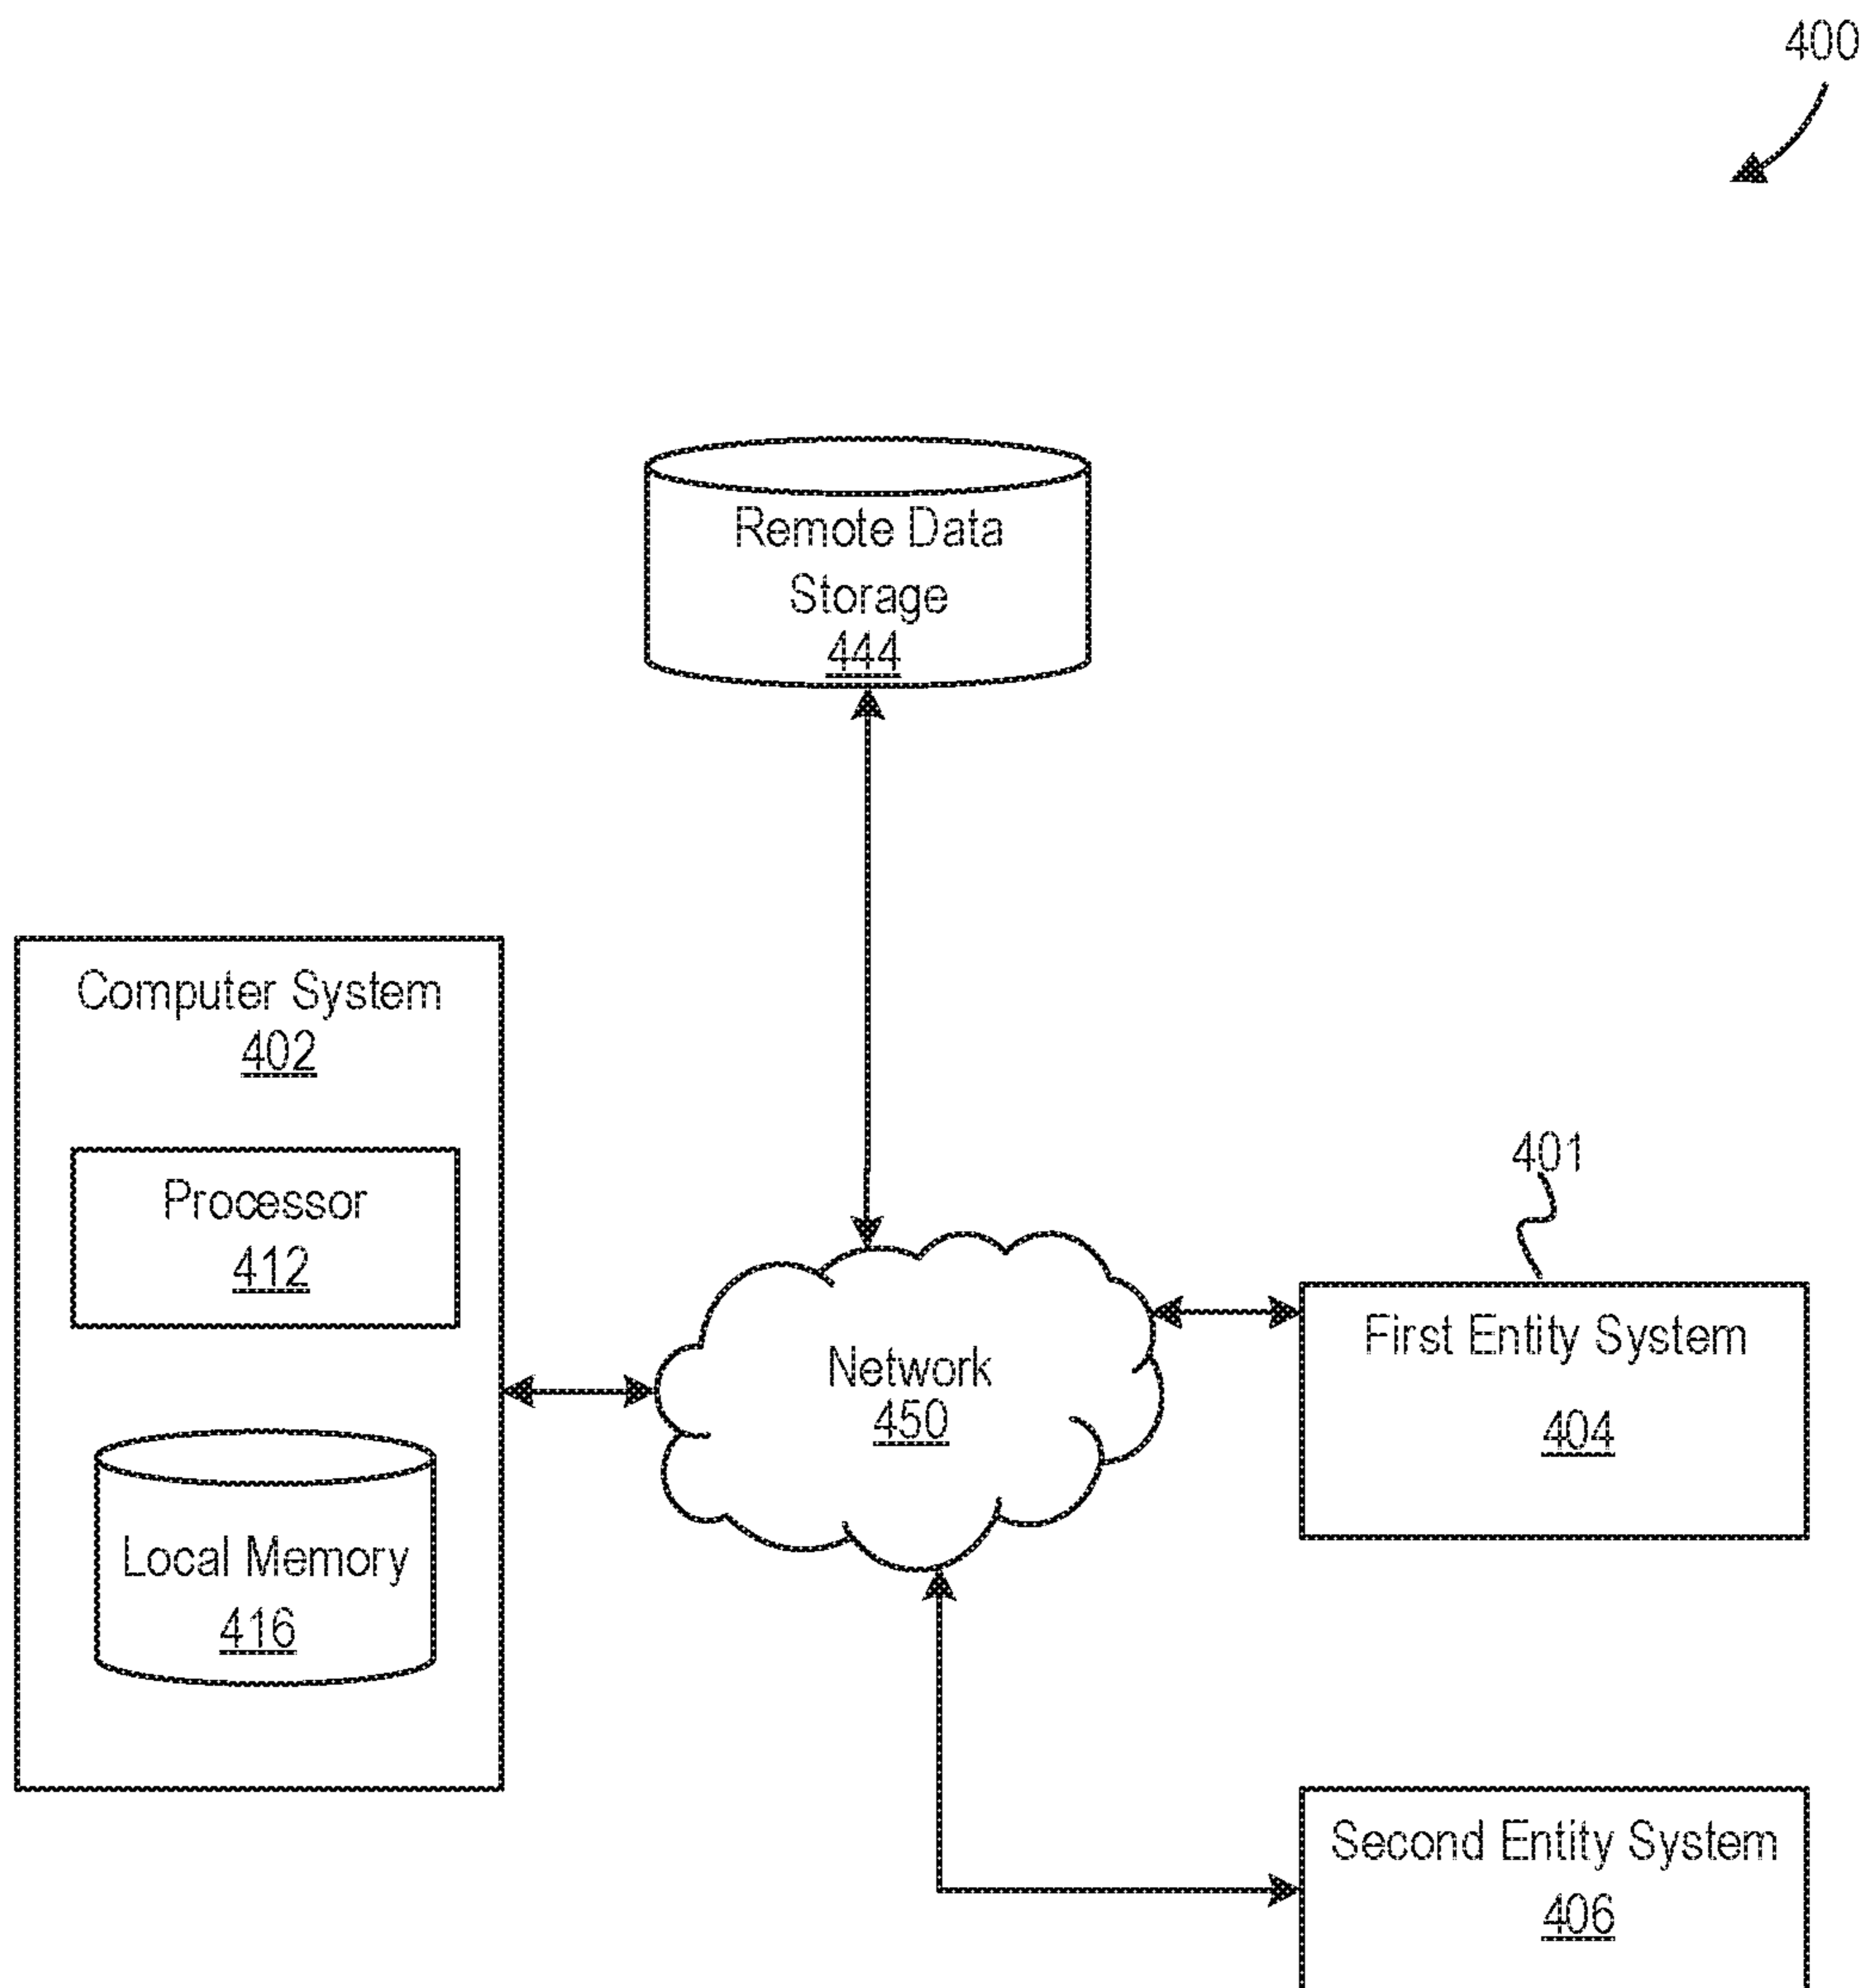 400
Remote Data
Storage
444
Computer System
402
Processor
412
Local Memory
416
Network
450
401
First Entity System
404
Second Entity System
406